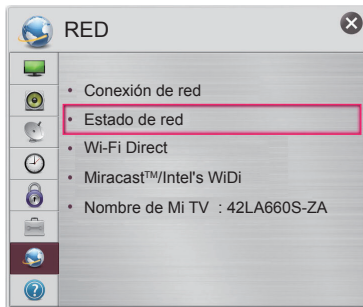 RED
Conexión de red
Estado de red
Wi-Fi Direct
Miracast™/Intel's WiDi
Nombre de Mi TV : 42LA660S-ZA